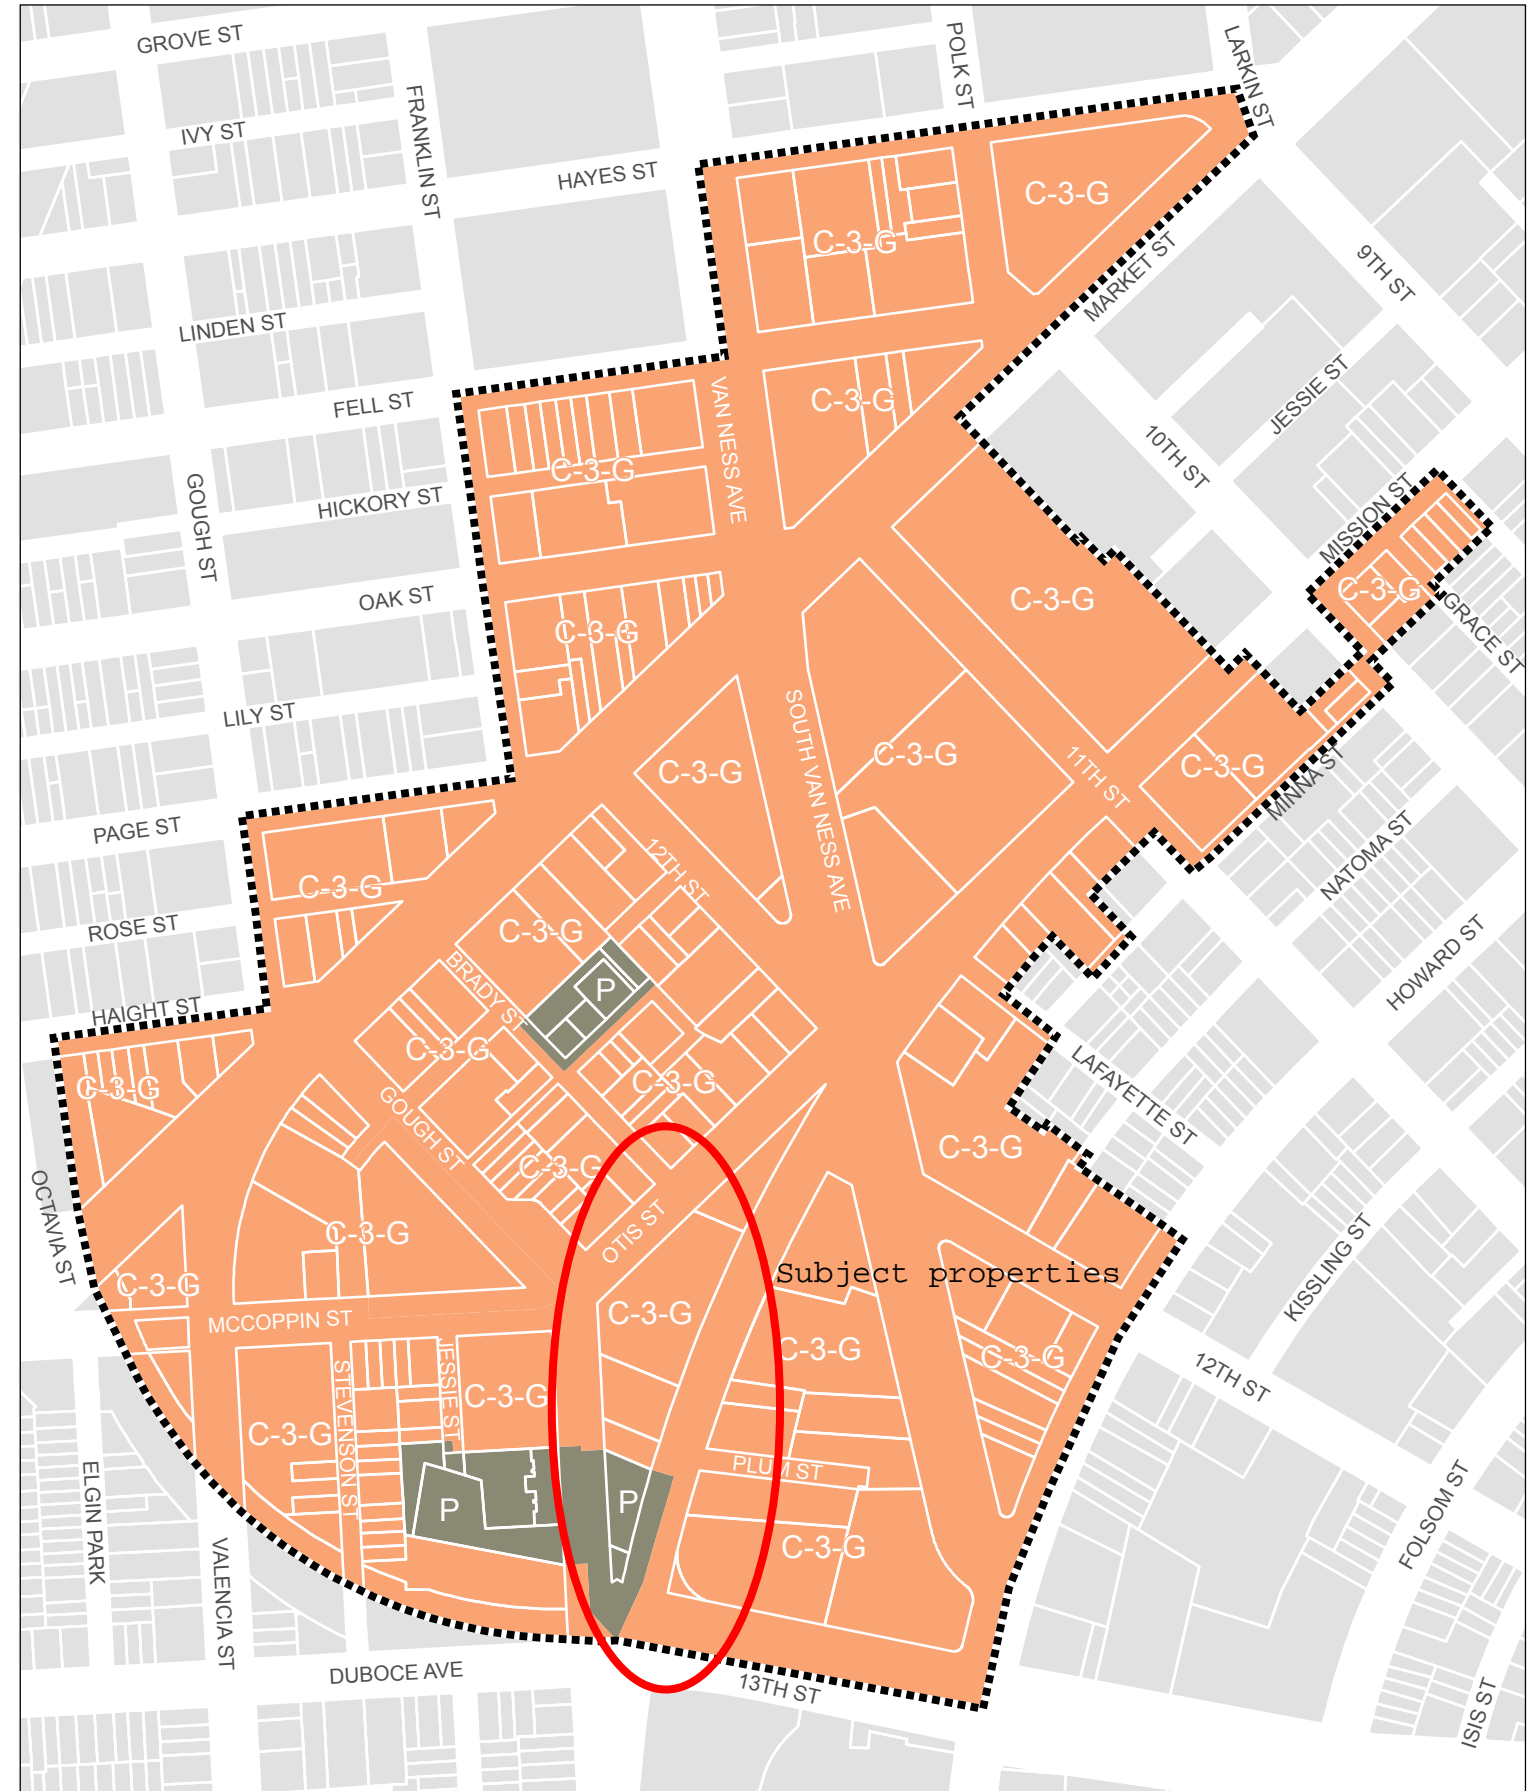 GROVE ST
POLK ST
LARKIN ST
IVY ST
FRANKLIN ST
HAYES ST
C-3-G
C-3-G
MARKET ST
9TH ST
LINDEN ST
FELL ST
VAN NESS AVE
C-3-G
JESSIE ST
10TH ST
C-3-G
GOUGH ST
HICKORY ST
MISSION ST
OAK ST
C-3-G
C-3-G
C-3-G
GRACE ST
LILY ST
SOUTH VAN NESS AVE
C-3-G
C-3-G
11TH ST
C-3-G
MINNA ST
PAGE ST
12TH ST
NATOMA ST
C-3-G
ROSE ST
C-3-G
HOWARD ST
BRADY ST
P
HAIGHT ST
C-3-G
C-3-G
C-3-G
LAFAYETTE ST
GOUGH ST
C-3-G
C-3-G
OCTAVIA ST
OTIS ST
C-3-G
KISSLING ST
C-3-G
Subject properties
MCCOPPIN ST
C-3-G
C-3-G
C-3-G
STEVENSON ST
JESSIE ST
C-3-G
12TH ST
C-3-G
PLUM ST
ELGIN PARK
P
P
FOLSOM ST
C-3-G
VALENCIA ST
DUBOCE AVE
13TH ST
ISIS ST